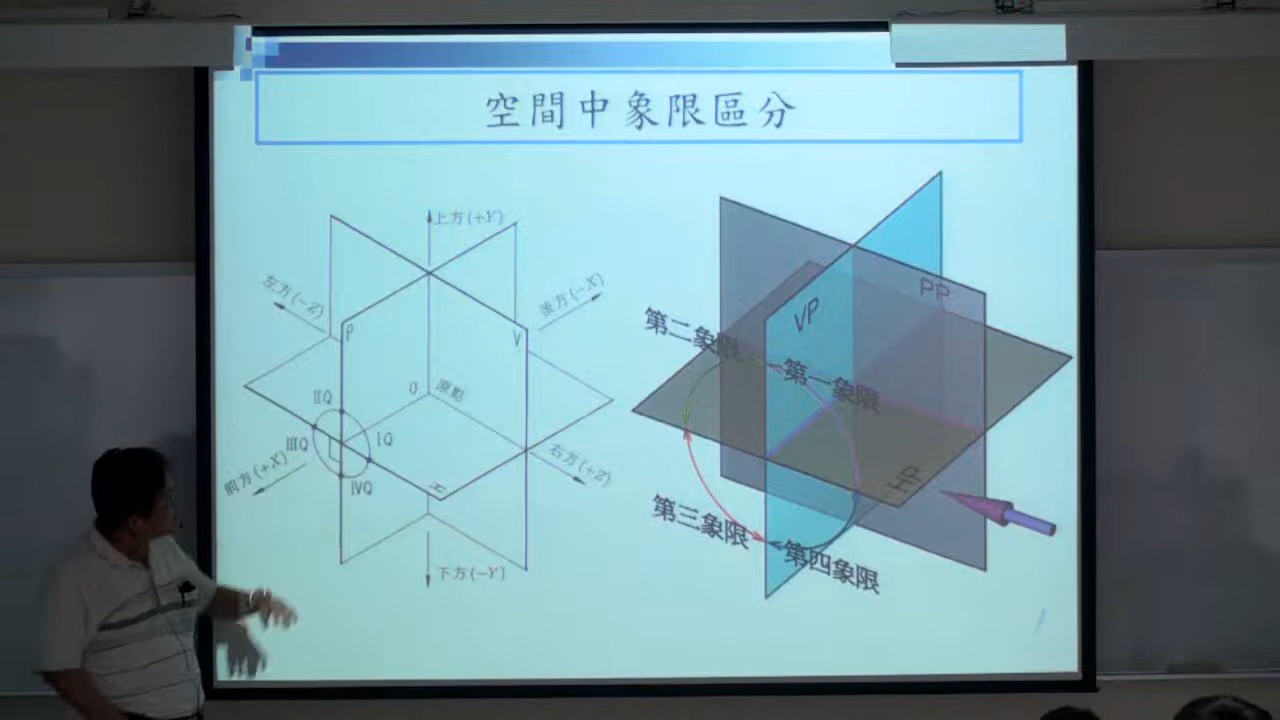 空間中象限區分
上方(+Y)
左方(-Z)
後方(-X)
P
V
O
原點
IIQ
IIIQ
IQ
IVQ
前方(+X)
H
右方(+Z)
下方(-Y)
VP
PP
第二象限
第一象限
HP
第三象限
第四象限